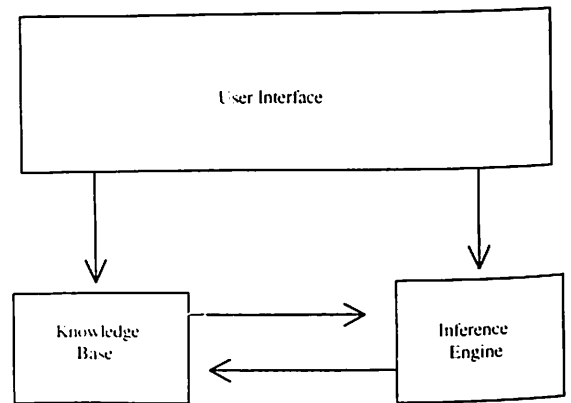 User Interface
Knowledge
Base
Inference
Engine